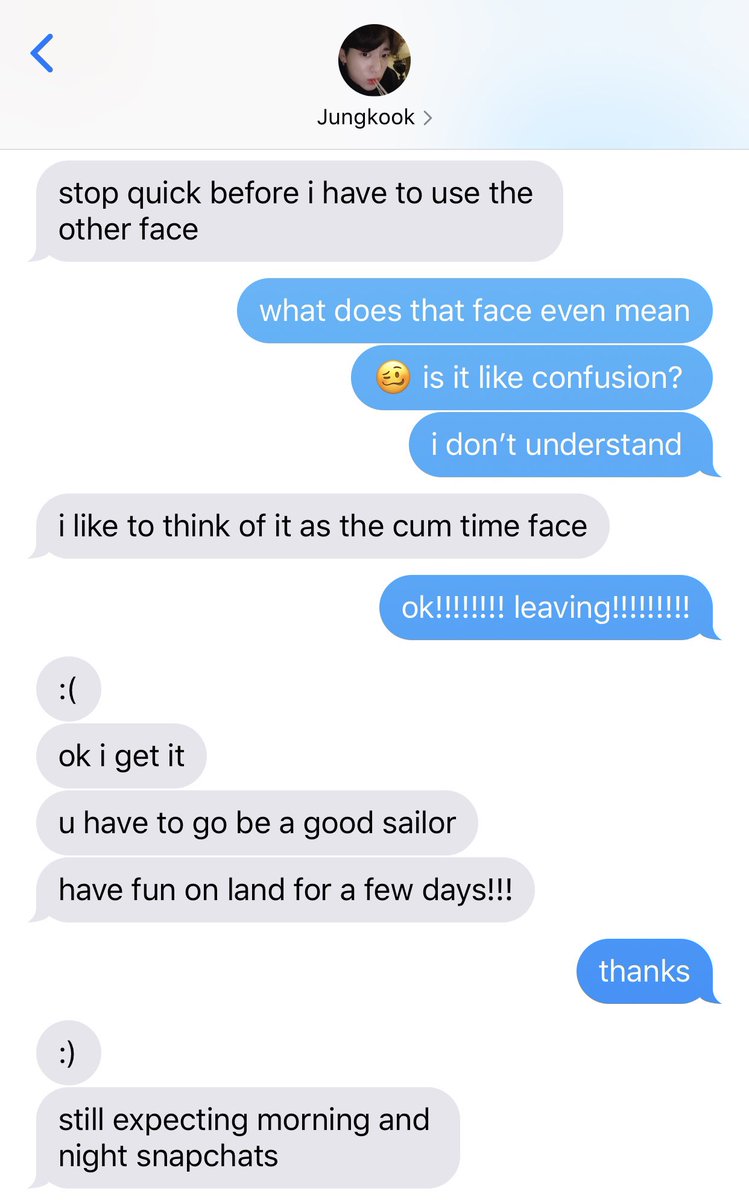 Jungkook
stop quick before i have to use the
other face
what does that face even mean
🥴 is it like confusion?
i don’t understand
i like to think of it as the cum time face
ok!!!!!!!! leaving!!!!!!!!!
:(
ok i get it
u have to go be a good sailor
have fun on land for a few days!!!
thanks
:)
still expecting morning and
night snapchats